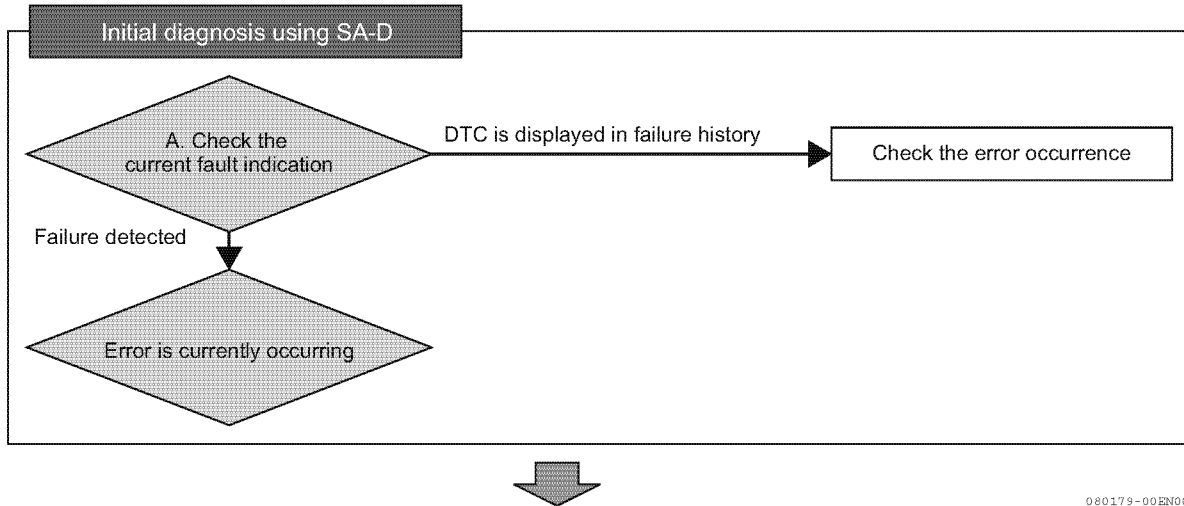 Initial diagnosis using SA-D
A. Check the
current fault indication
DTC is displayed in failure history
Check the error occurrence
Failure detected
Error is currently occurring